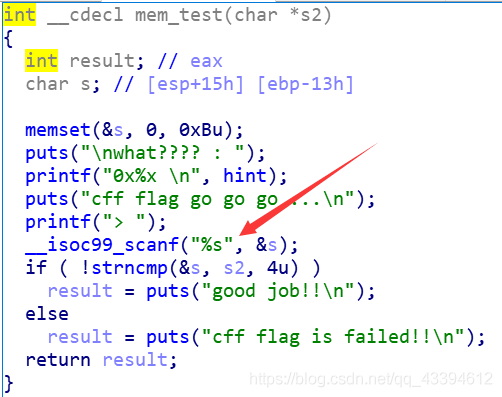 int __cdecl mem_test(char *s2)
{
  int result; // eax
  char s; // [esp+15h] [ebp-13h]

  memset(&s, 0, 0xBu);
  puts("\nwhat???? : ");
  printf("0x%x \n", hint);
  puts("cff flag go go go ...\n");
  printf("> ");
  __isoc99_scanf("%s", &s);
  if ( !strncmp(&s, s2, 4u) )
    result = puts("good job!!\n");
  else
    result = puts("cff flag is failed!!\n");
  return result;
}
https://blog.csdn.net/qq_43394612